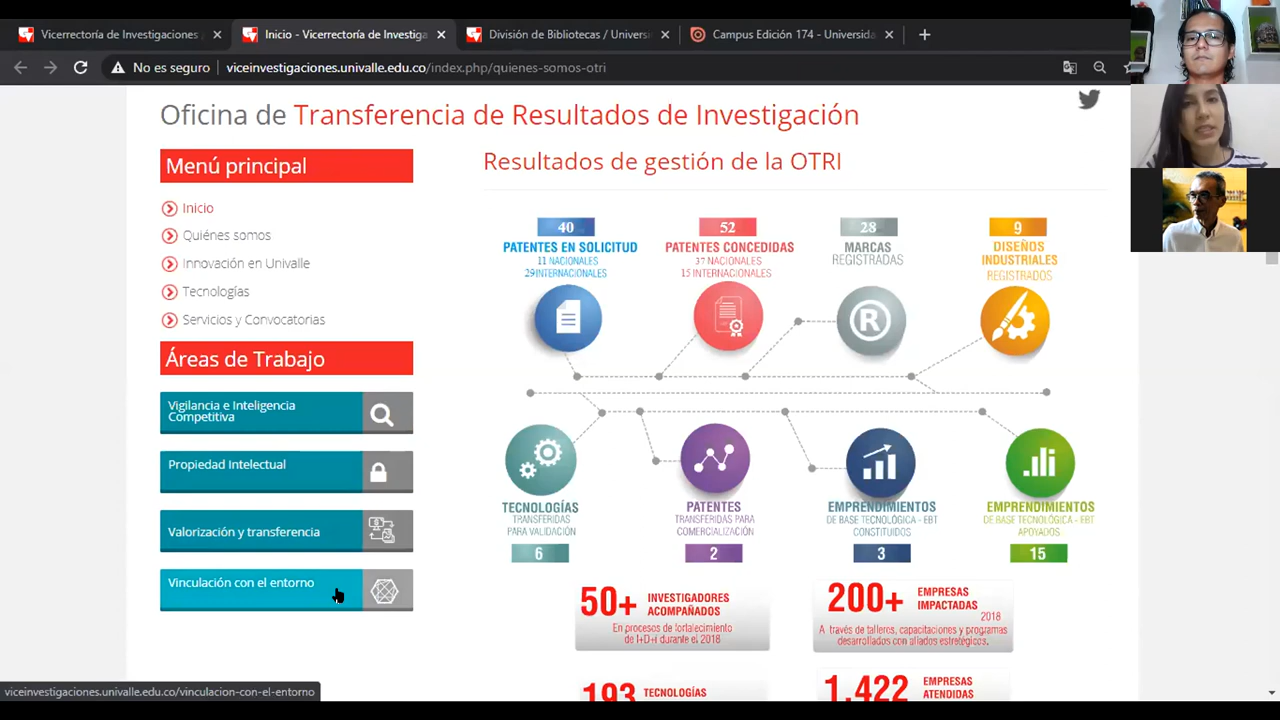 Vicerrectoría de Investigaciones /
Inicio - Vicerrectoría de Investiga
División de Bibliotecas / Universi
Campus Edición 174 - Universida
No es seguro
viceinvestigaciones.univalle.edu.co/index.php/quienes-somos-otri
Oficina de Transferencia de Resultados de Investigación
Menú principal
Inicio
Quiénes somos
Innovación en Univalle
Tecnologías
Servicios y Convocatorias
Áreas de Trabajo
Vigilancia e Inteligencia
Competitiva
Propiedad Intelectual
Valorización y transferencia
Vinculación con el entorno
Resultados de gestión de la OTRI
40
PATENTES EN SOLICITUD
11 NACIONALES
29 INTERNACIONALES
52
PATENTES CONCEDIDAS
37 NACIONALES
15 INTERNACIONALES
28
MARCAS
REGISTRADAS
9
DISEÑOS
INDUSTRIALES
REGISTRADOS
R
TECNOLOGÍAS
TRANSFERIDAS
PARA VALIDACIÓN
6
PATENTES
TRANSFERIDAS PARA
COMERCIALIZACIÓN
2
EMPRENDIMIENTOS
DE BASE TECNOLÓGICA - EBT
CONSTITUIDOS
3
EMPRENDIMIENTOS
DE BASE TECNOLÓGICA - EBT
APOYADOS
15
50+ INVESTIGADORES
ACOMPAÑADOS
En procesos de fortalecimiento
de I+D+i durante el 2018
200+ EMPRESAS
IMPACTADAS
2018
A través de talleres, capacitaciones y programas
desarrollados con aliados estratégicos.
193 TECNOLOGÍAS
1.422 EMPRESAS
ATENDIDAS
viceinvestigaciones.univalle.edu.co/vinculacion-con-el-entorno